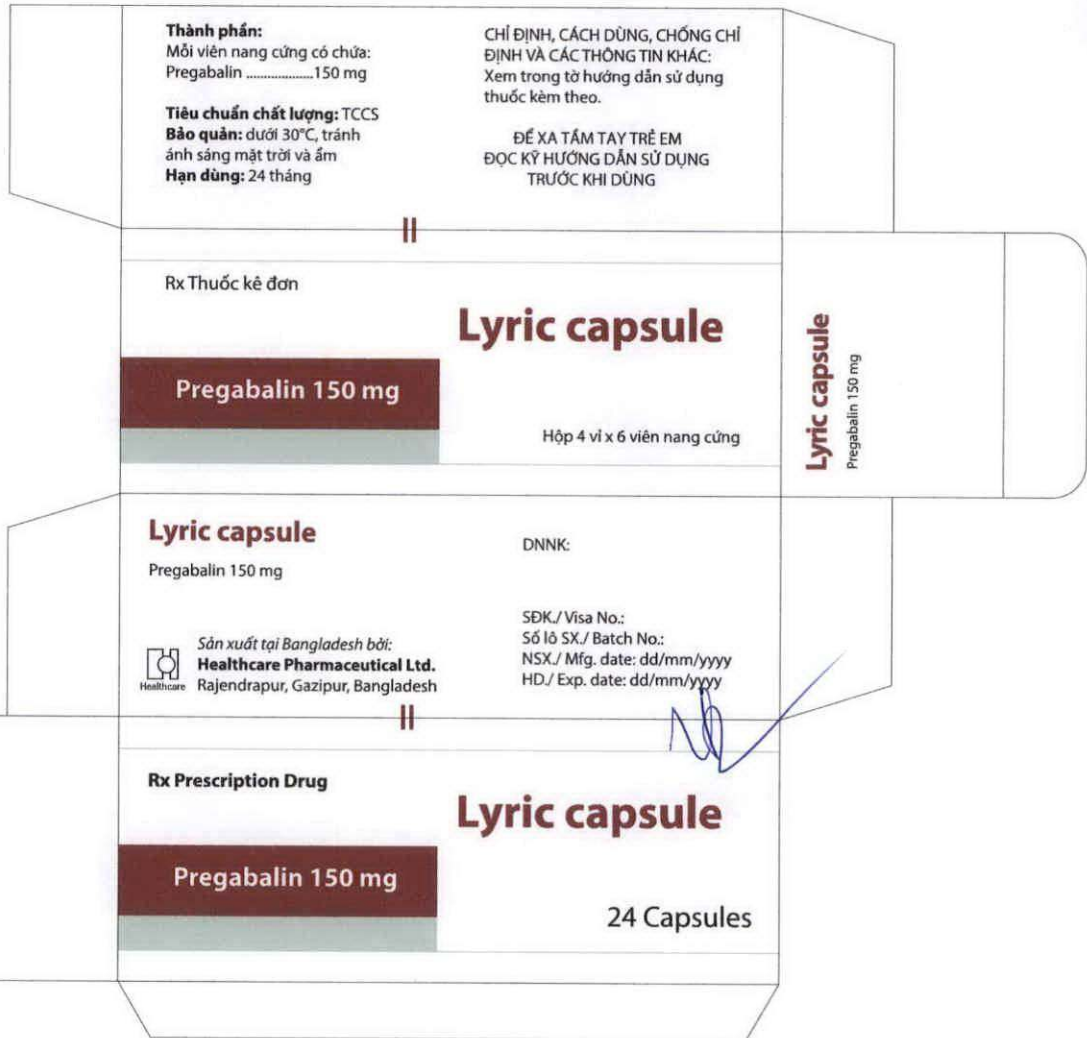 Thành phần:
Mỗi viên nang cứng có chứa:
Pregabalin ...................150 mg
Tiêu chuẩn chất lượng: TCCS
Bảo quản: dưới 30°C, tránh
ánh sáng mặt trời và ẩm
Hạn dùng: 24 tháng
CHỈ ĐỊNH, CÁCH DÙNG, CHỐNG CHỈ
ĐỊNH VÀ CÁC THÔNG TIN KHÁC:
Xem trong tờ hướng dẫn sử dụng
thuốc kèm theo.
ĐỂ XA TẦM TAY TRẺ EM
ĐỌC KỸ HƯỚNG DẪN SỬ DỤNG
TRƯỚC KHI DÙNG
Rx Thuốc kê đơn
Lyric capsule
Pregabalin 150 mg
Hộp 4 vỉ x 6 viên nang cứng
Lyric capsule
Pregabalin 150 mg
Lyric capsule
Pregabalin 150 mg
Healthcare
Sản xuất tại Bangladesh bởi:
Healthcare Pharmaceutical Ltd.
Rajendrapur, Gazipur, Bangladesh
DNNK:
SĐK./ Visa No.:
Số lô SX./ Batch No.:
NSX./ Mfg. date: dd/mm/yyyy
HD./ Exp. date: dd/mm/yyyy
Rx Prescription Drug
Lyric capsule
Pregabalin 150 mg
24 Capsules